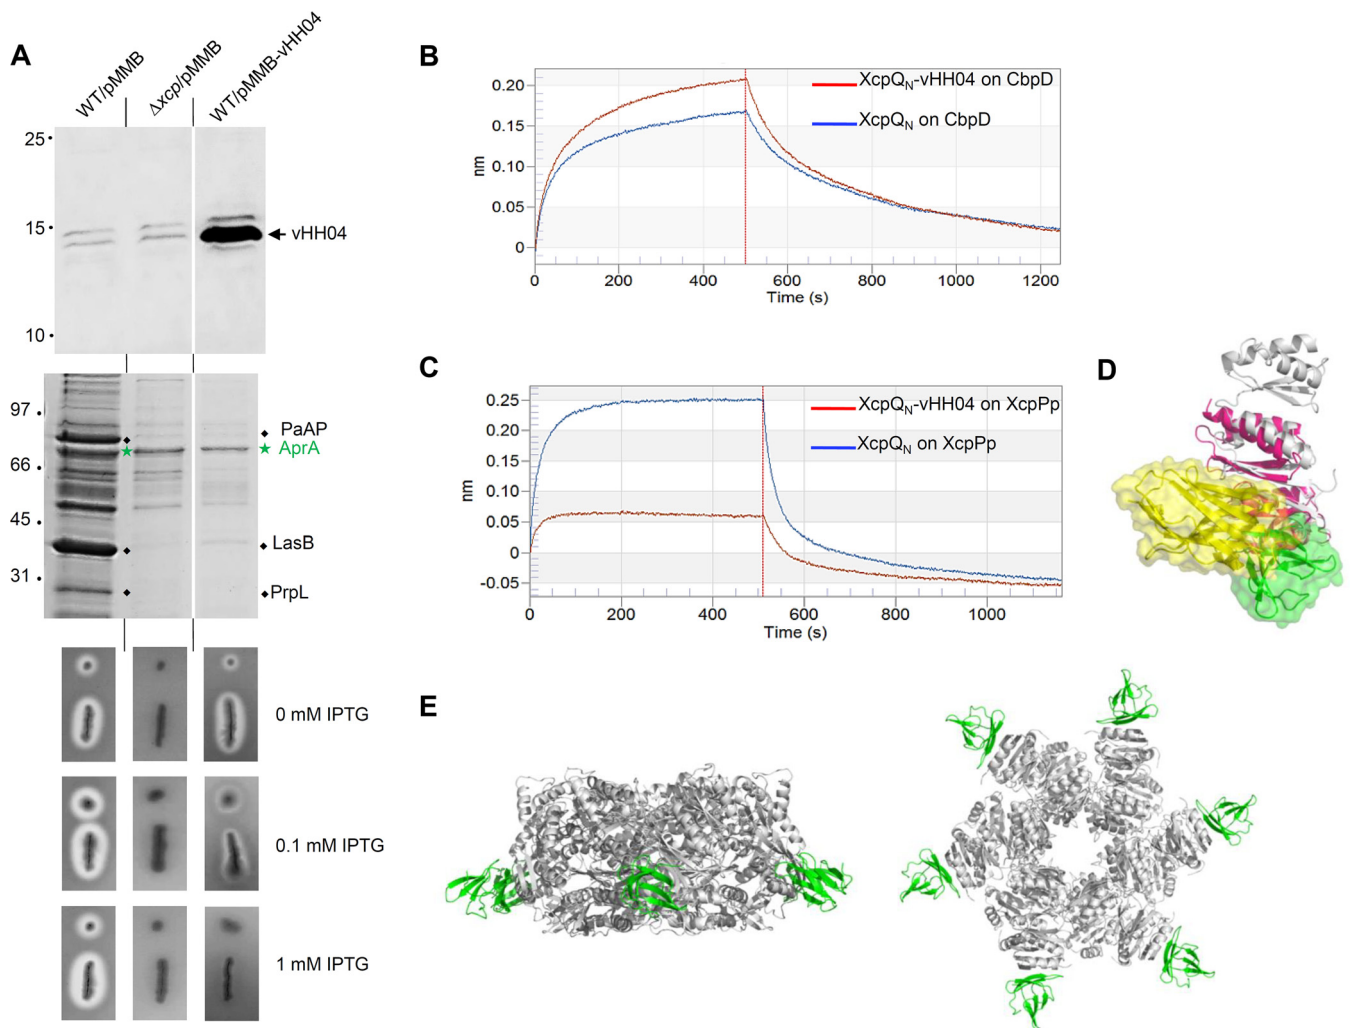 A
WT/pMMB
Δxcp/pMMB
WT/pMMB-vHH04
25
15
10
vHH04
97
66
45
31
PaAP
AprA
LasB
PrpL
0 mM IPTG
0.1 mM IPTG
1 mM IPTG
B
XcpQN-vHH04 on CbpD
XcpQN on CbpD
0.20
0.15
0.10
0.05
0
nm
0 200 400 600 800 1000 1200
Time (s)
C
XcpQN-vHH04 on XcpPp
XcpQN on XcpPp
0.25
0.20
0.15
0.10
0.05
0
-0.05
nm
0 200 400 600 800 1000
Time (s)
D
E